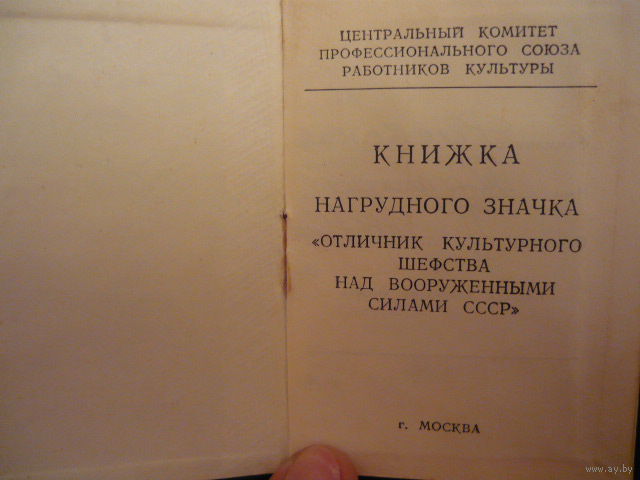 ЦЕНТРАЛЬНЫЙ КОМИТЕТ
ПРОФЕССИОНАЛЬНОГО СОЮЗА
РАБОТНИКОВ КУЛЬТУРЫ
КНИЖКА
НАГРУДНОГО ЗНАЧКА
«ОТЛИЧНИК КУЛЬТУРНОГО
ШЕФСТВА
НАД ВООРУЖЕННЫМИ
СИЛАМИ СССР»
г. МОСКВА
www.ay.by